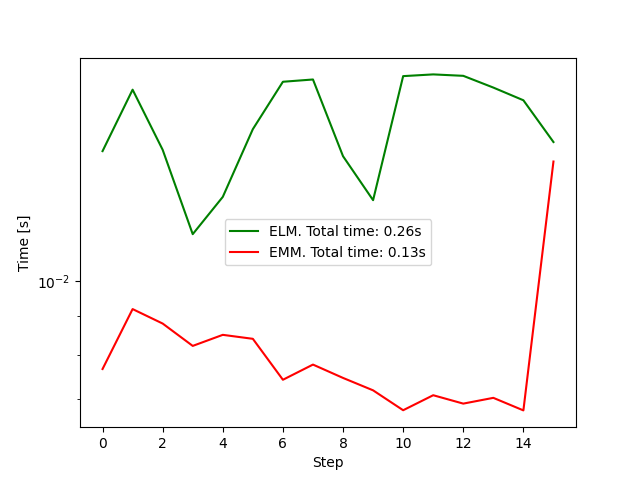 Time [s]
10⁻²
ELM. Total time: 0.26s
EMM. Total time: 0.13s
0 2 4 6 8 10 12 14
Step